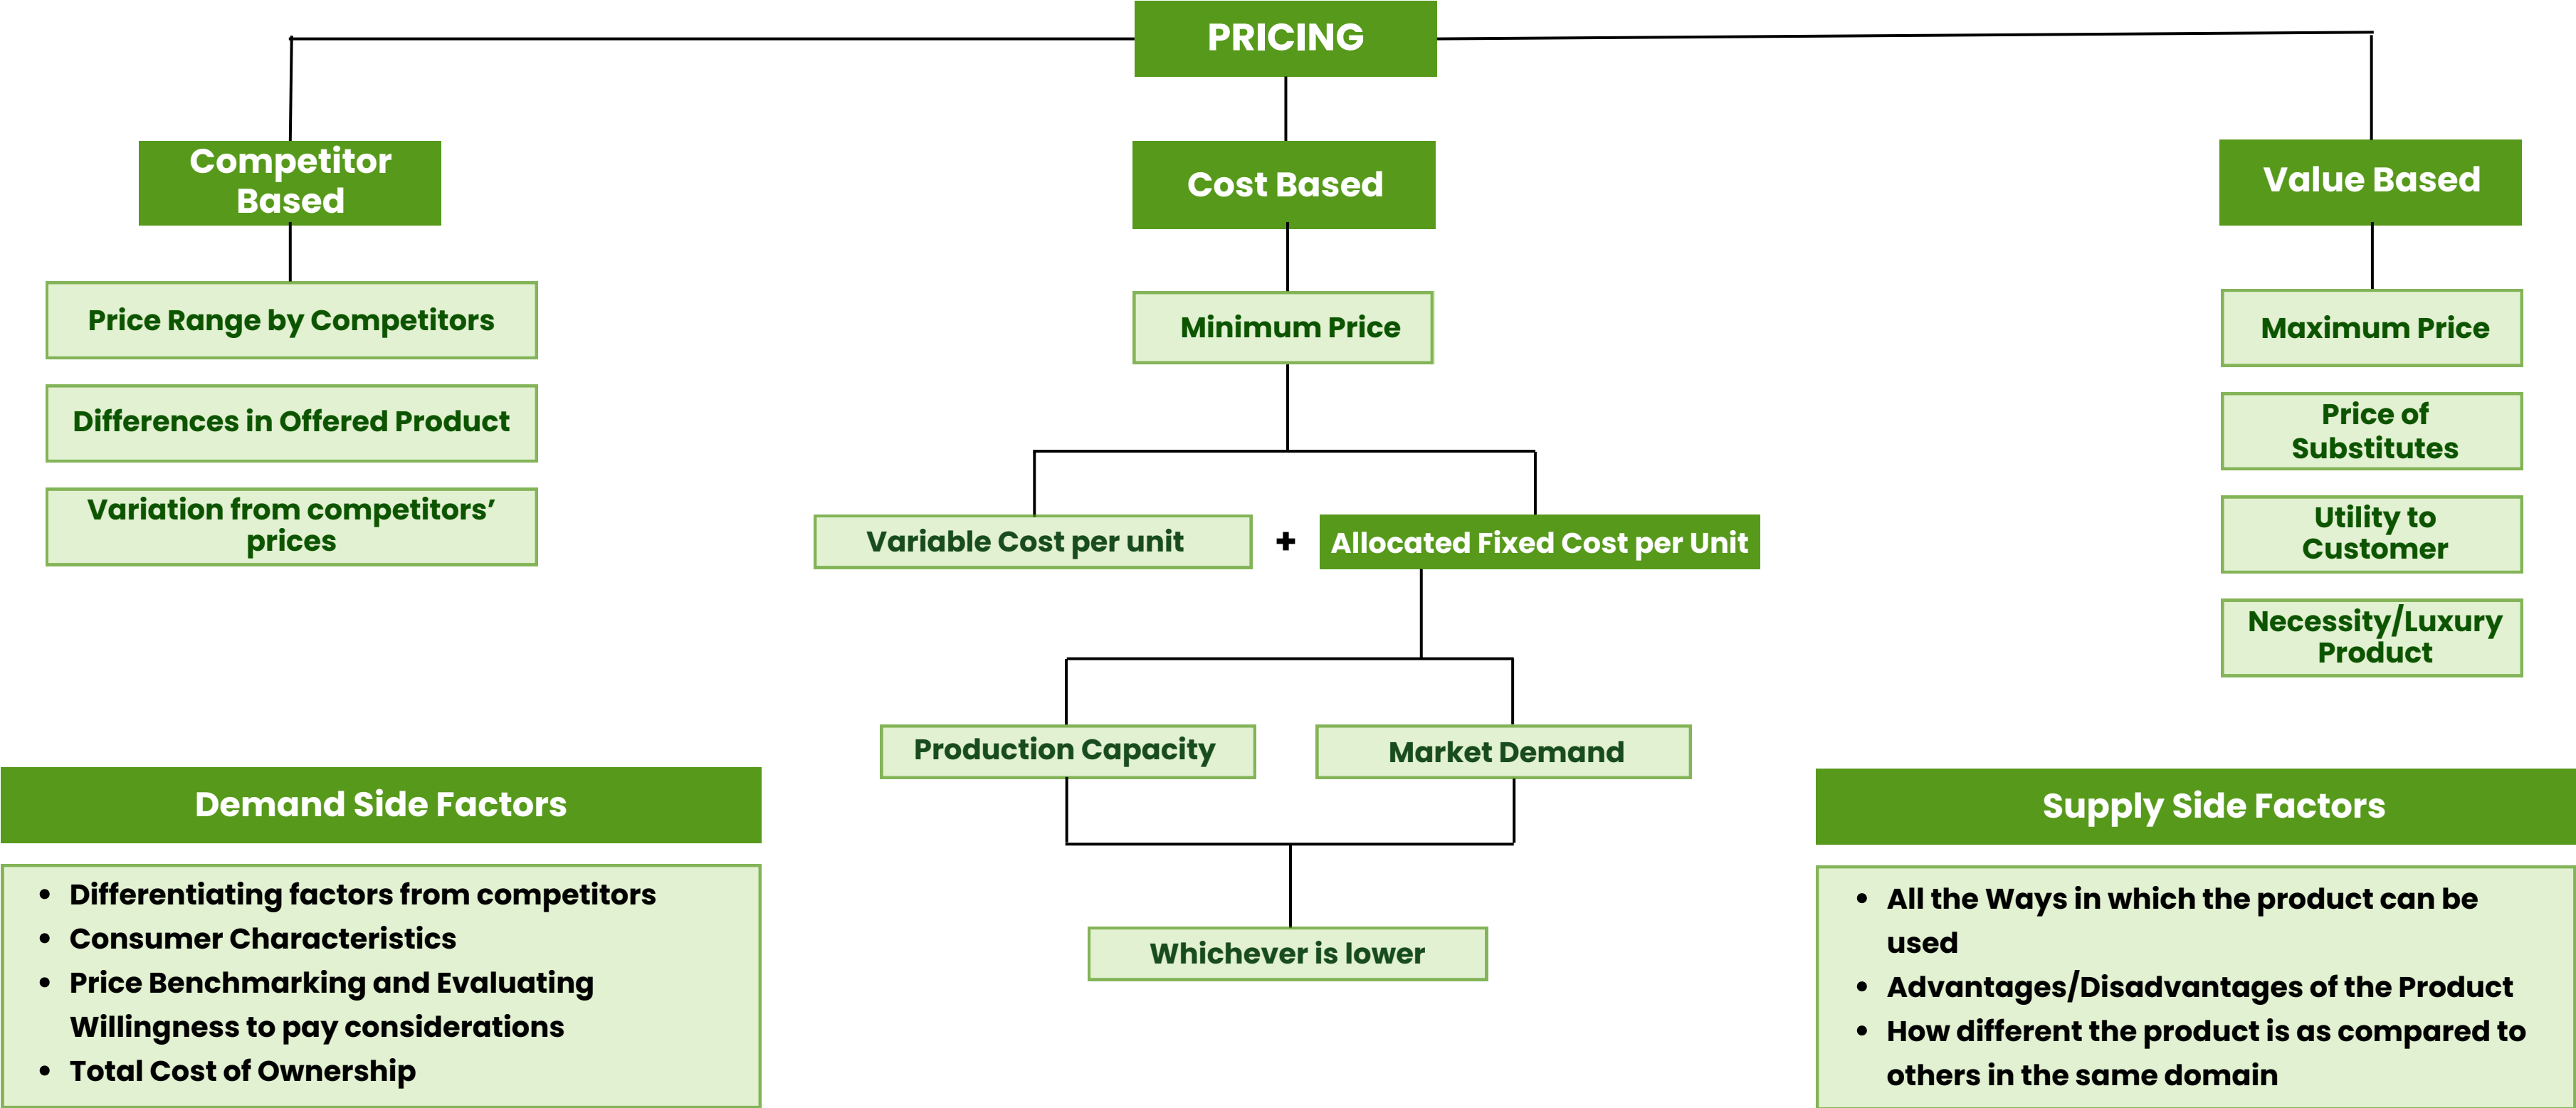 PRICING
Competitor
Based
Cost Based
Value Based
Price Range by Competitors
Differences in Offered Product
Variation from competitors’
prices
Minimum Price
Variable Cost per unit
+
Allocated Fixed Cost per Unit
Production Capacity
Market Demand
Whichever is lower
Maximum Price
Price of
Substitutes
Utility to
Customer
Necessity/Luxury
Product
Demand Side Factors
• Differentiating factors from competitors
• Consumer Characteristics
• Price Benchmarking and Evaluating
Willingness to pay considerations
• Total Cost of Ownership
Supply Side Factors
• All the Ways in which the product can be
used
• Advantages/Disadvantages of the Product
• How different the product is as compared to
others in the same domain